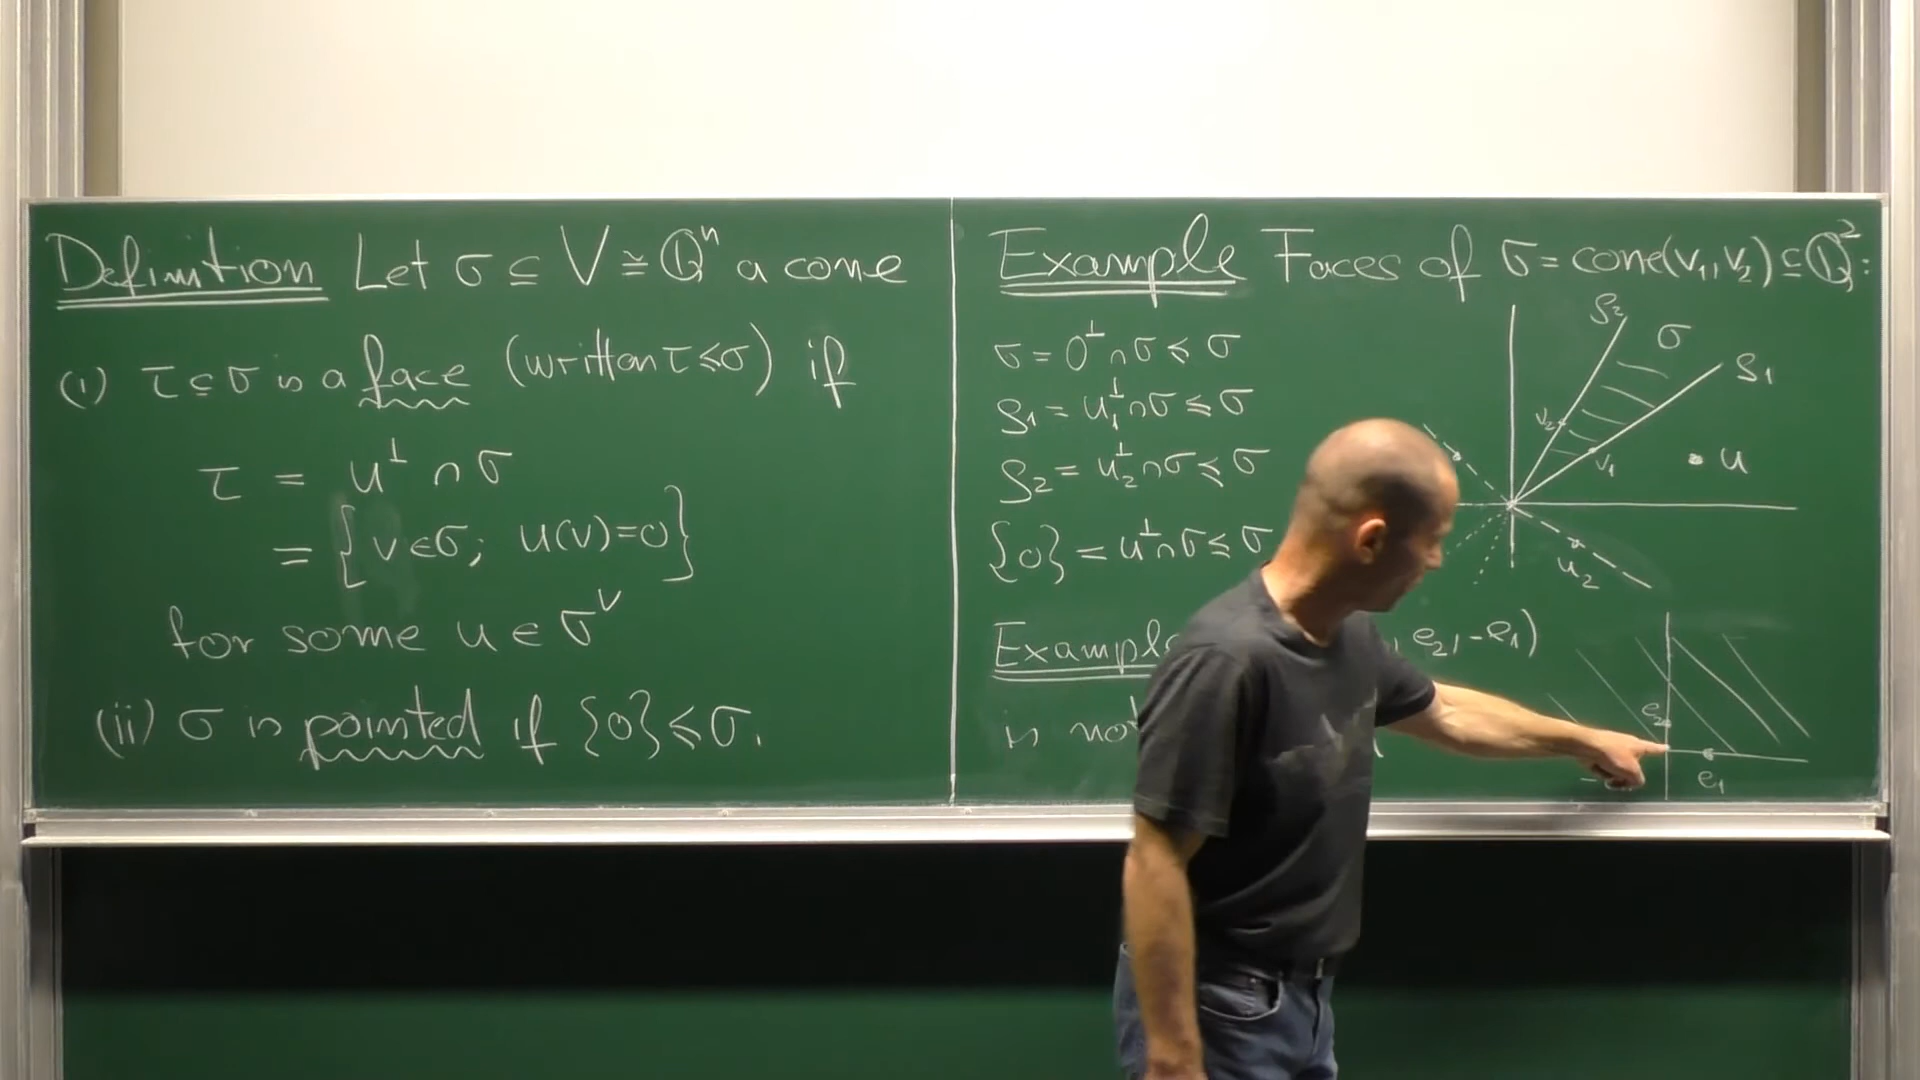 Definition Let σ ⊆ V ≅ ℚⁿ a cone
(i) τ ⊆ σ is a face (written τ ≤ σ) if
τ = u^⊥ ∩ σ
= {v ∈ σ; u(v)=0}
for some u ∈ σ^∨
(ii) σ is pointed if {0} ≤ σ.
Example Faces of σ = cone(v₁,v₂) ⊆ ℚ²:
σ = 0^⊥ ∩ σ ≤ σ
ρ₁ = u₁^⊥ ∩ σ ≤ σ
ρ₂ = u₂^⊥ ∩ σ ≤ σ
{0} = u^⊥ ∩ σ ≤ σ
ρ₂
σ
ρ₁
v₂
v₁
u
u₂
Example
, e₂, -e₁)
is not
e₂
e₁